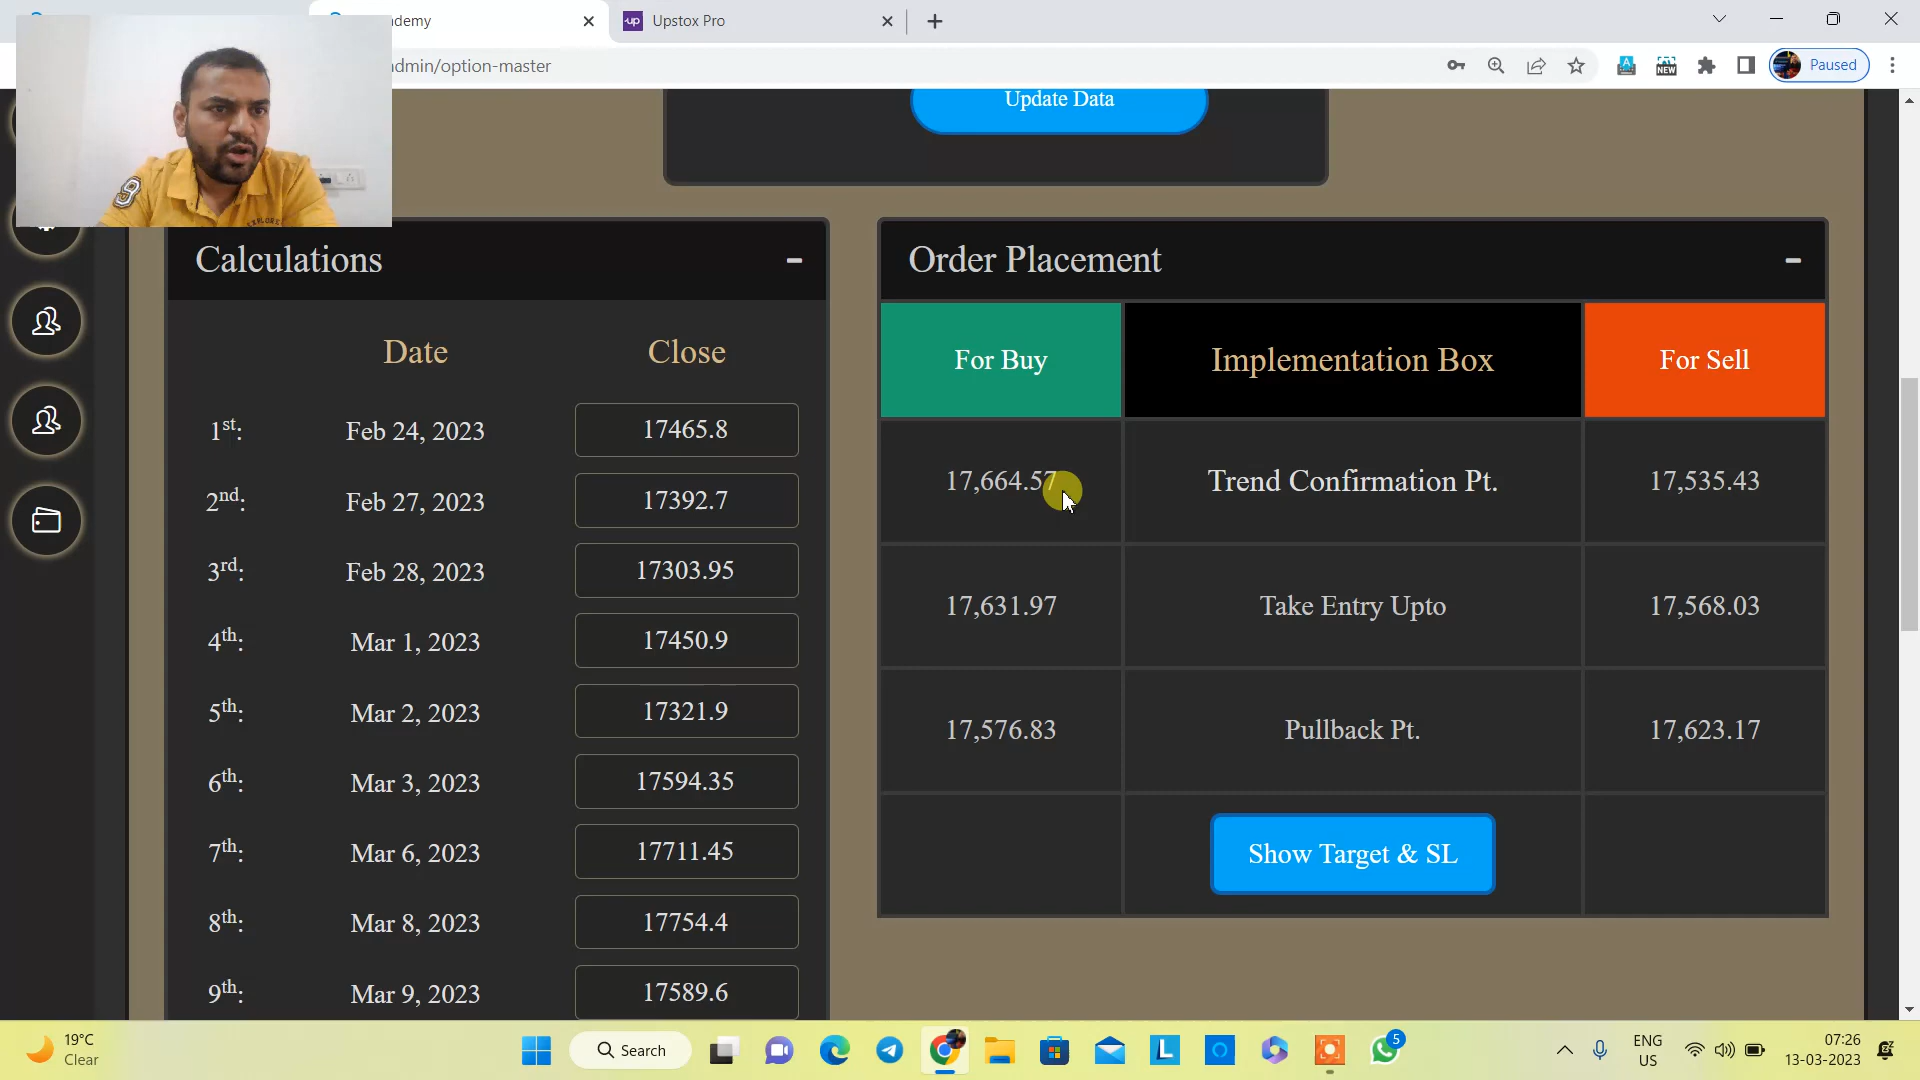 ademy
Upstox Pro
dmin/option-master
NEW
Paused
Update Data
9
EXPLORE
Calculations
Order Placement
Date Close
For Buy Implementation Box For Sell
1st: Feb 24, 2023 17465.8
17,664.57 Trend Confirmation Pt. 17,535.43
2nd: Feb 27, 2023 17392.7
3rd: Feb 28, 2023 17303.95
17,631.97 Take Entry Upto 17,568.03
4th: Mar 1, 2023 17450.9
5th: Mar 2, 2023 17321.9
17,576.83 Pullback Pt. 17,623.17
6th: Mar 3, 2023 17594.35
7th: Mar 6, 2023 17711.45
Show Target & SL
8th: Mar 8, 2023 17754.4
9th: Mar 9, 2023 17589.6
19°C
Clear
Search
5
ENG
US
07:26
13-03-2023